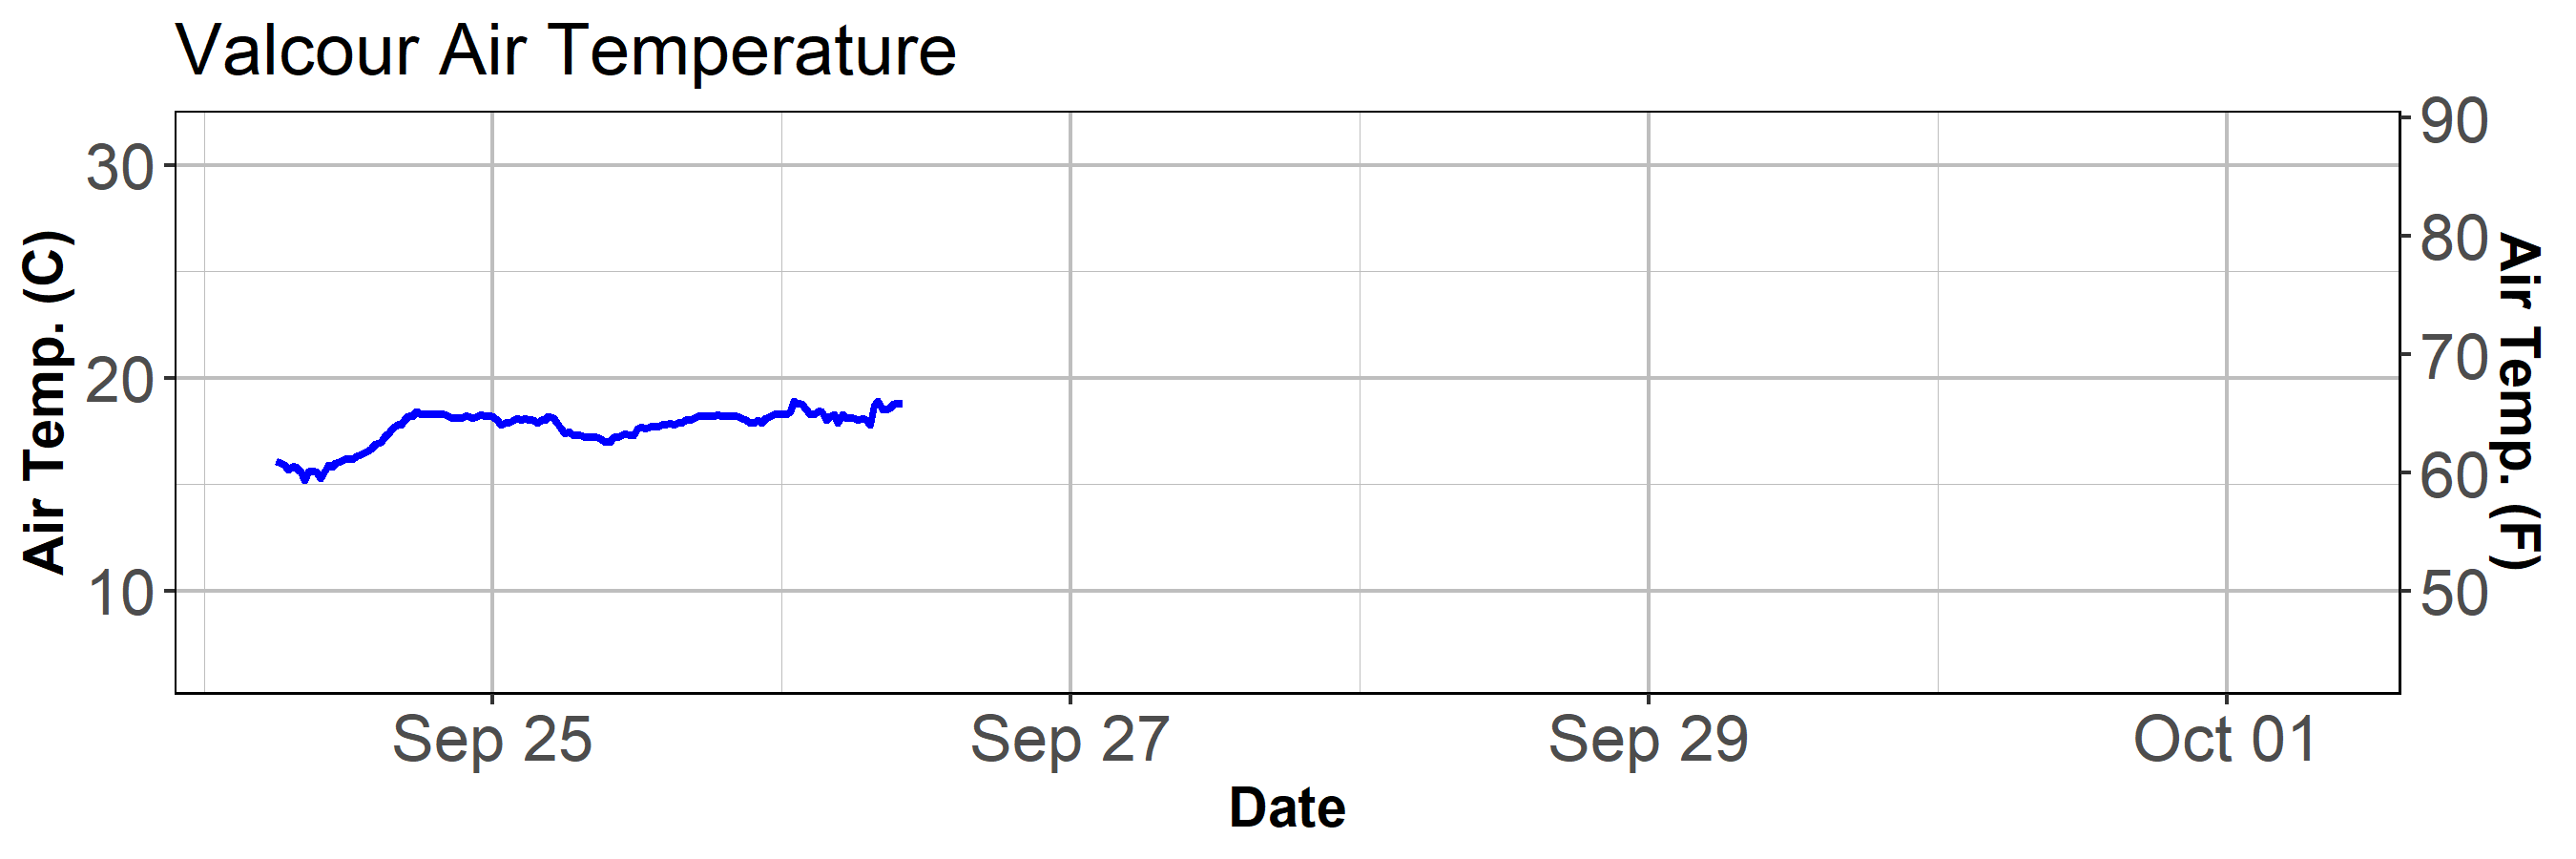 Valcour Air Temperature
30
20
10
Air Temp. (C)
90
80
70
60
50
Air Temp. (F)
Sep 25
Sep 27
Sep 29
Oct 01
Date